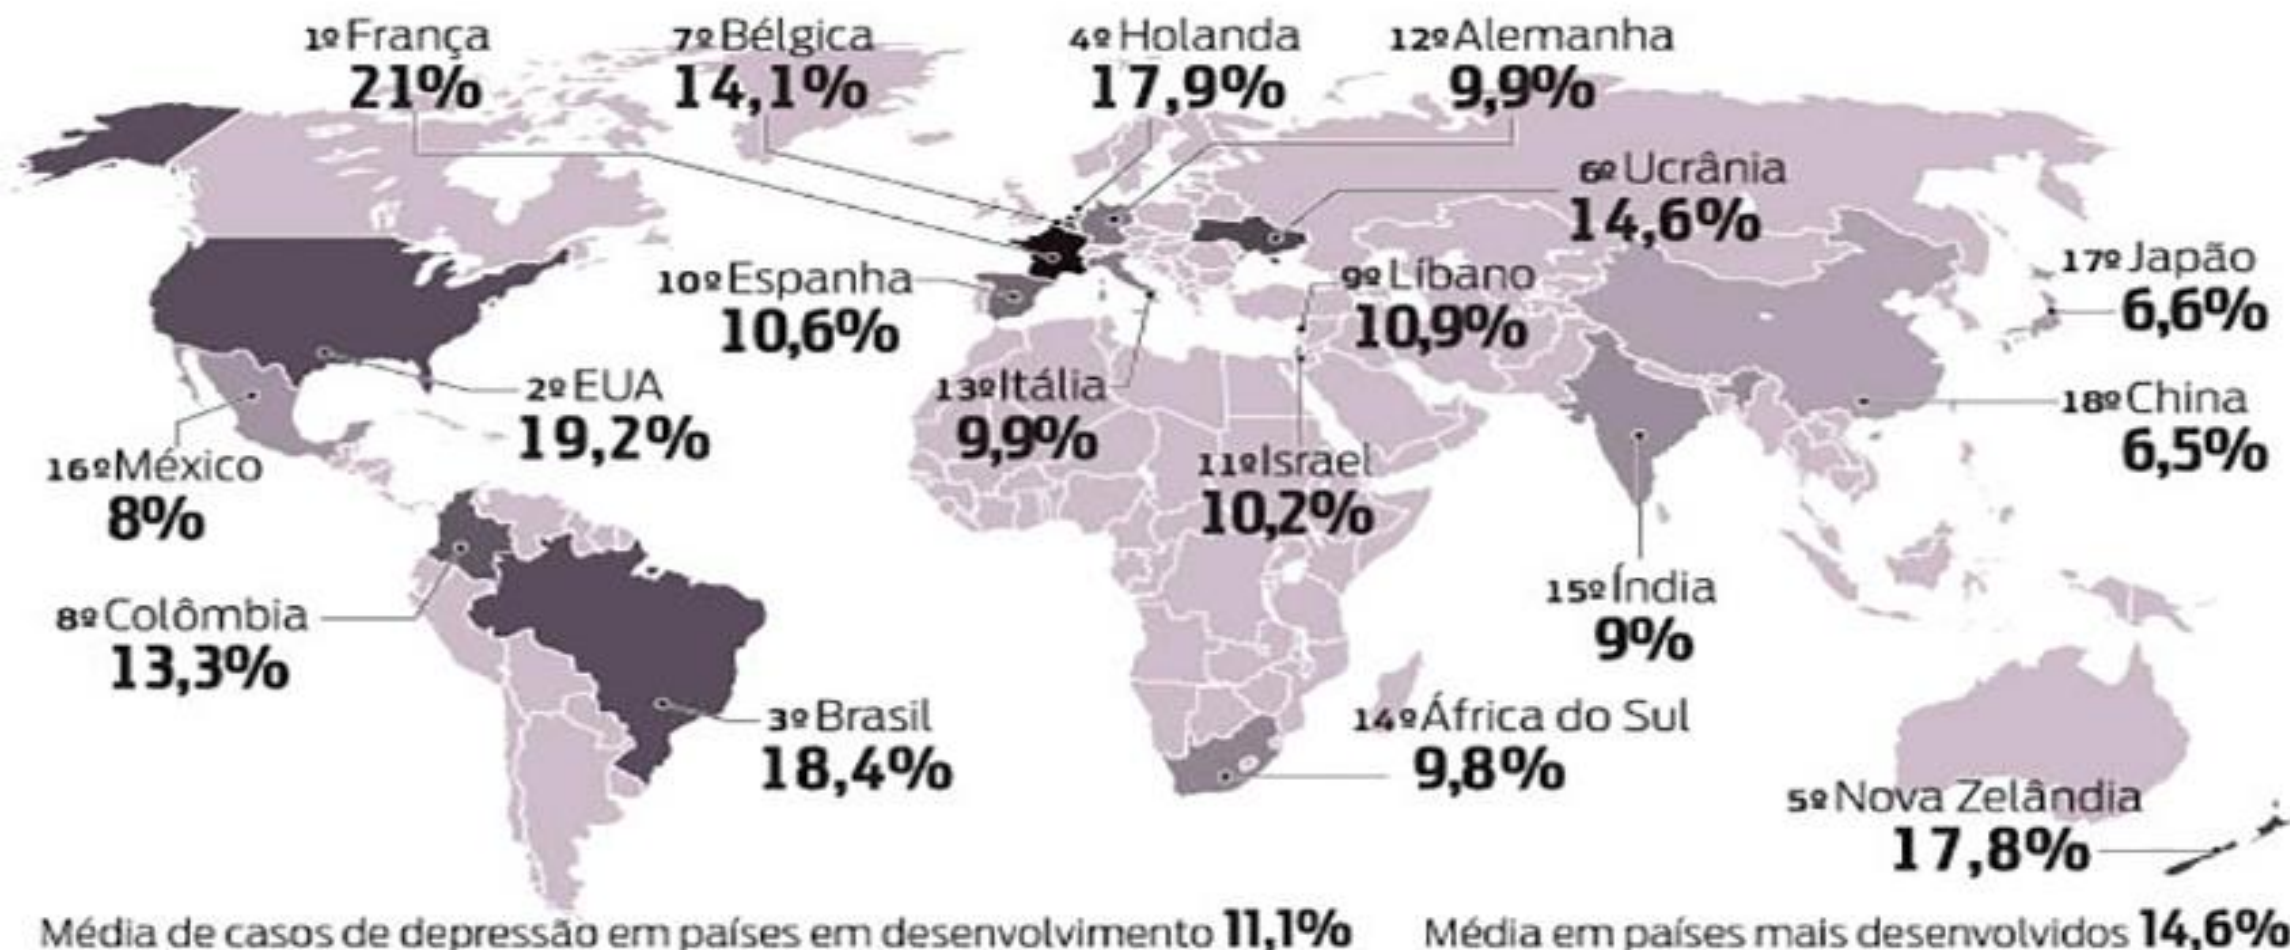 1º França
21%
7º Bélgica
14,1%
4º Holanda
17,9%
12º Alemanha
9,9%
6º Ucrânia
14,6%
17º Japão
6,6%
10º Espanha
10,6%
9º Líbano
10,9%
2º EUA
19,2%
13º Itália
9,9%
18º China
6,5%
16º México
8%
11º Israel
10,2%
8º Colômbia
13,3%
15º Índia
9%
3º Brasil
18,4%
14º África do Sul
9,8%
5º Nova Zelândia
17,8%
Média de casos de depressão em países em desenvolvimento 11,1%
Média em países mais desenvolvidos 14,6%